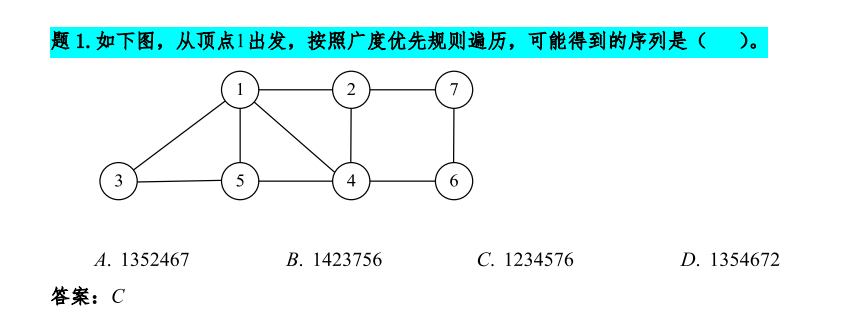 题 1. 如下图，从顶点1出发，按照广度优先规则遍历，可能得到的序列是（ ）。
1 2 7
3 5 4 6
A. 1352467 B. 1423756 C. 1234576 D. 1354672
答案：C